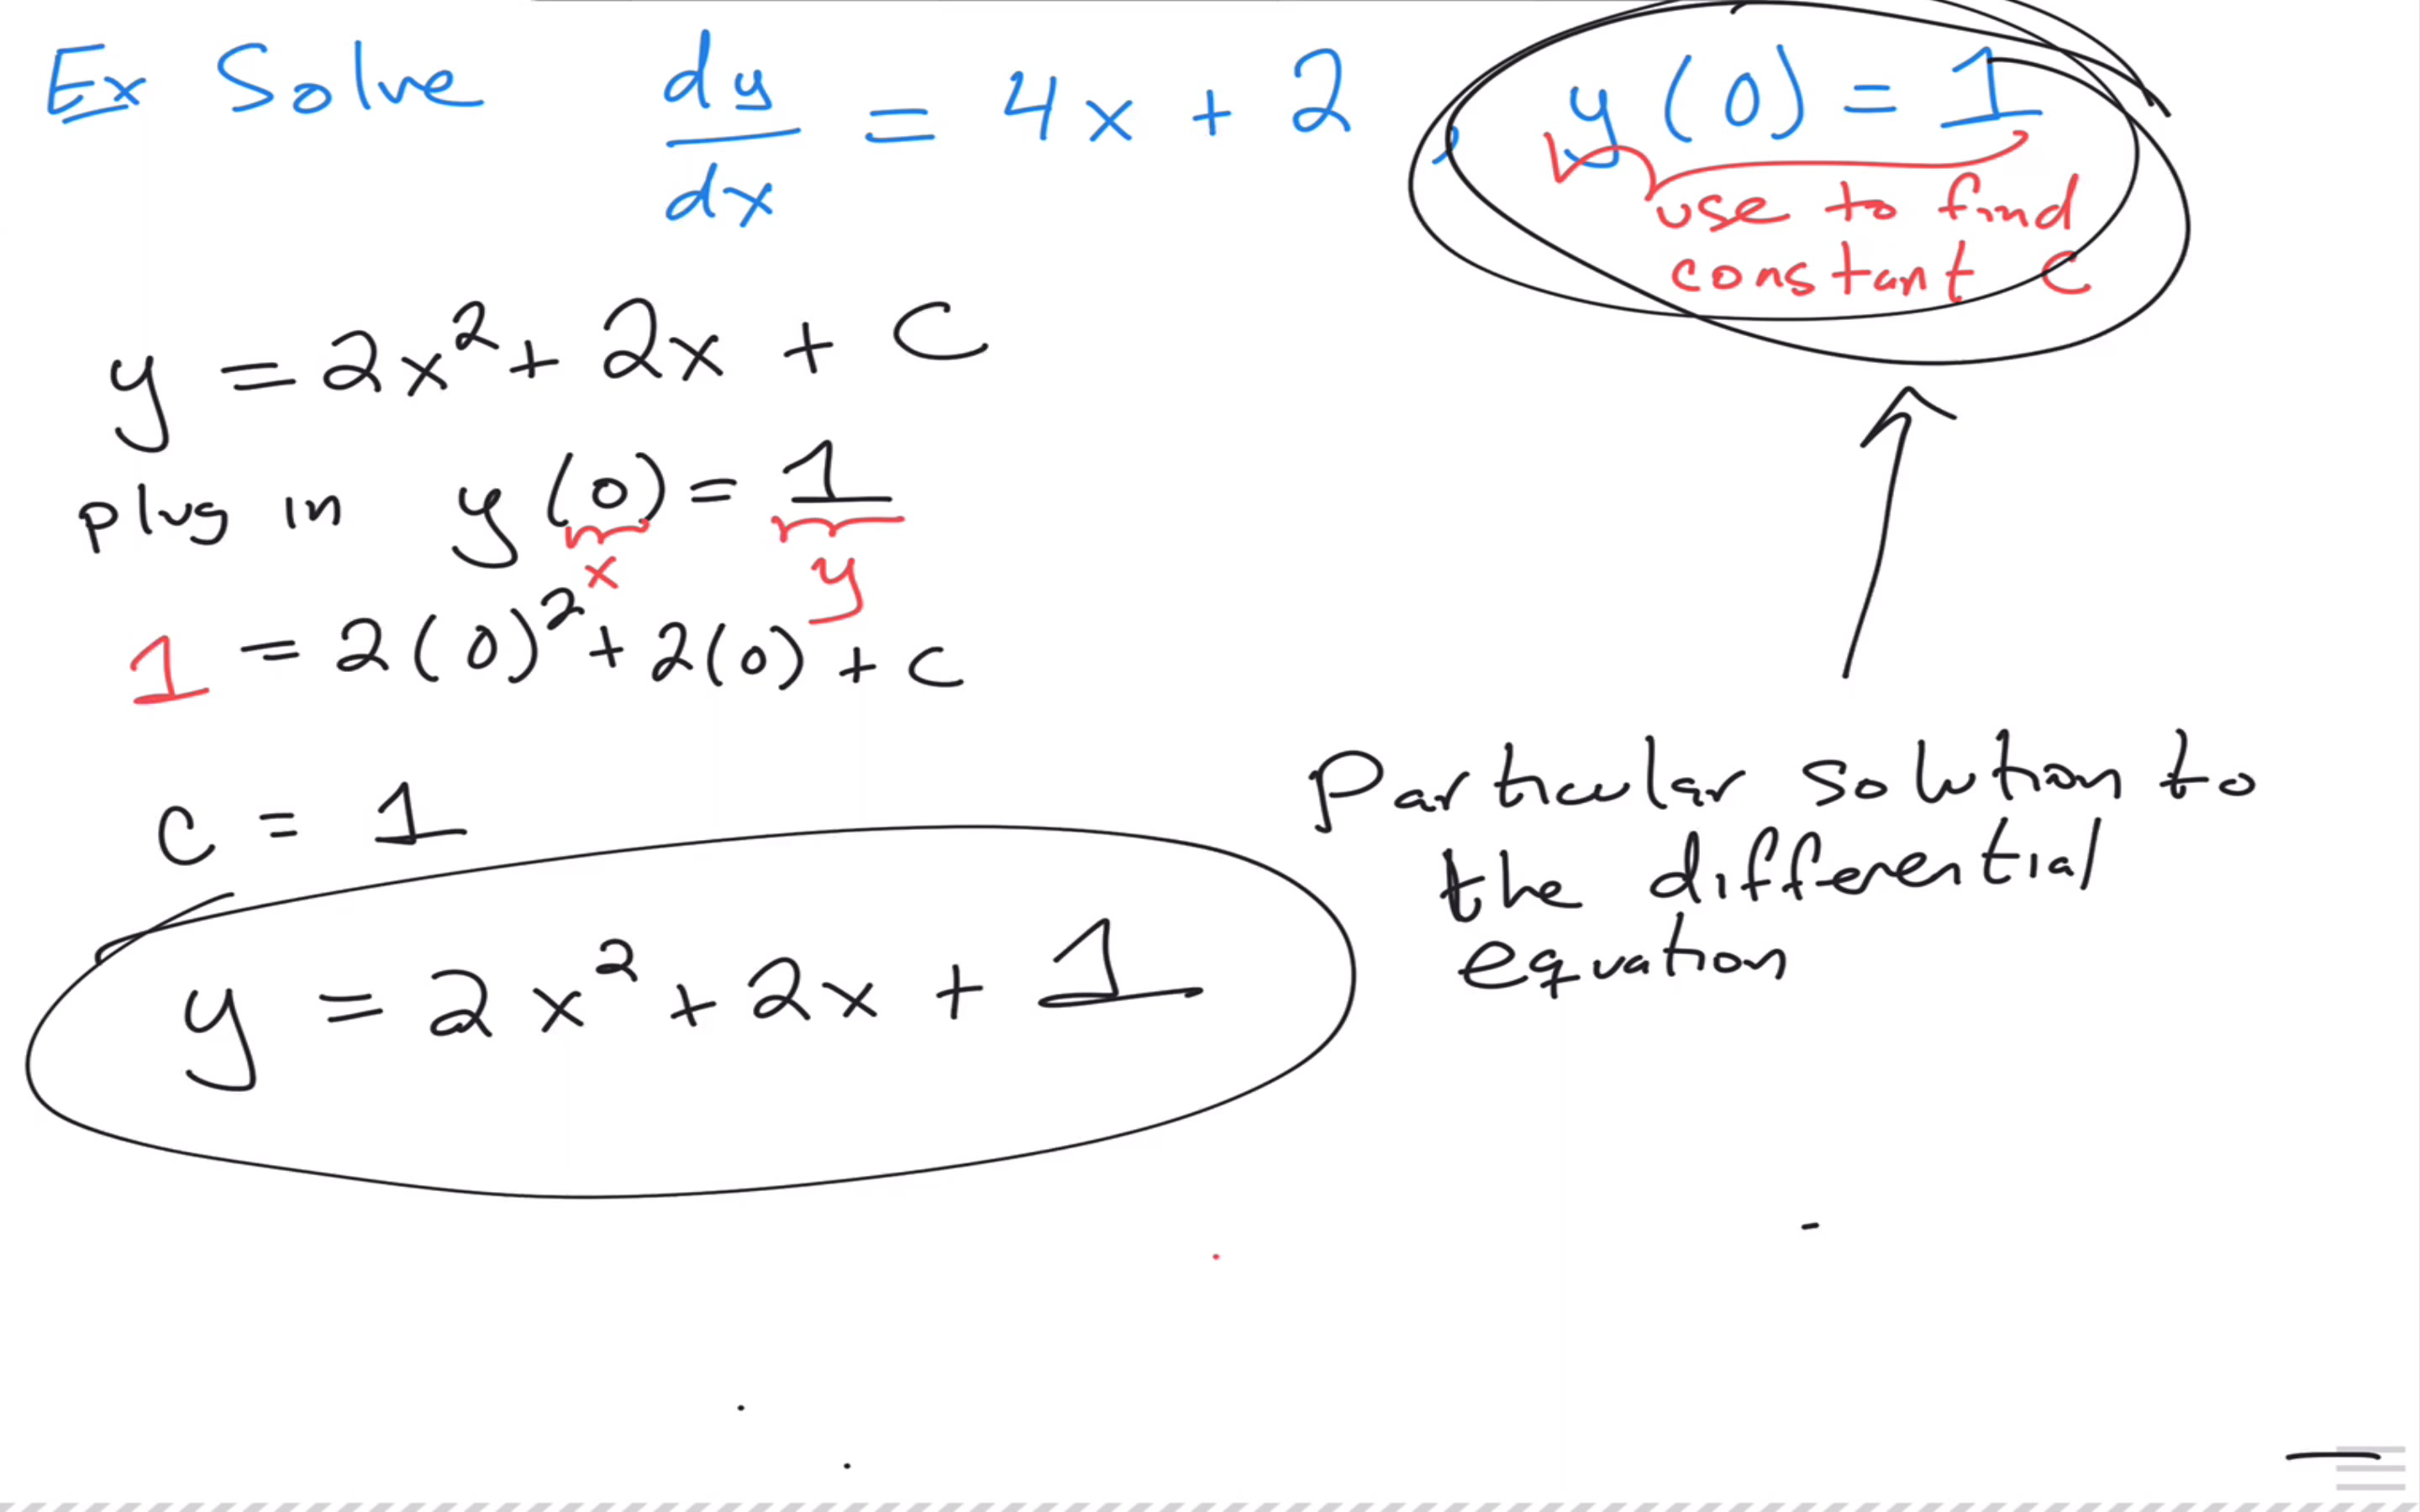 Ex Solve dy/dx = 4x + 2, y(0) = 1
use to find
constant C
y = 2x² + 2x + C
plug in y(0) = 1
x y
1 = 2(0)² + 2(0) + C
C = 1
y = 2x² + 2x + 1
Particular solution to
the differential
equation